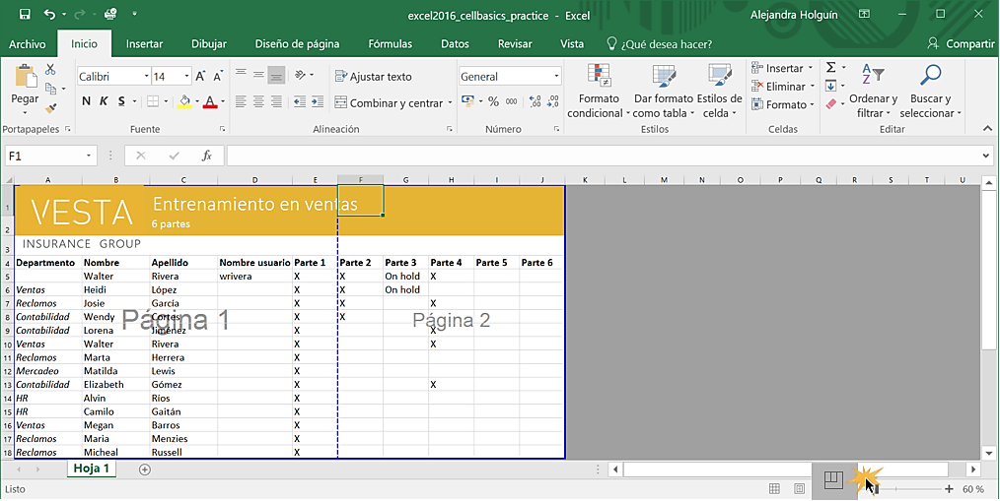 excel2016_cellbasics_practice - Excel
Alejandra Holguín
Archivo Inicio Insertar Dibujar Diseño de página Fórmulas Datos Revisar Vista ¿Qué desea hacer? Compartir
Pegar
Calibri 14 A A
N K S A
Ajustar texto
Combinar y centrar
General
% 000
Formato condicional
Dar formato como tabla
Estilos de celda
Insertar
Eliminar
Formato
Ordenar y filtrar
Buscar y seleccionar
Portapapeles Fuente Alineación Número Estilos Celdas Editar
F1 fx
A B C D E F G H I J K L M N O P Q R S T U
1 VESTA Entrenamiento en ventas
2 6 partes
3 INSURANCE GROUP
4 Departamento Nombre Apellido Nombre usuario Parte 1 Parte 2 Parte 3 Parte 4 Parte 5 Parte 6
5 Walter Rivera wrivera X X On hold X
6 Ventas Heidi López X X On hold
7 Reclamos Josie García X X X
8 Contabilidad Wendy Cortes X X
Página 1 Página 2
9 Contabilidad Lorena Jiménez X X
10 Ventas Walter Rivera X X
11 Reclamos Marta Herrera X
12 Mercadeo Matilda Lewis X
13 Contabilidad Elizabeth Gómez X X
14 HR Alvin Ríos X
15 HR Camilo Gaitán X
16 Ventas Megan Barros X
17 Reclamos Maria Menzies X
18 Reclamos Micheal Russell X
Hoja 1
Listo 60 %